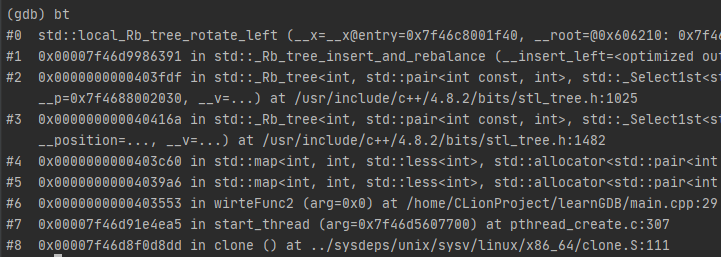 (gdb) bt
#0  std::local_Rb_tree_rotate_left (__x=__x@entry=0x7f46c8001f40, __root=@0x606210: 0x7f46
#1  0x00007f46d9986391 in std::_Rb_tree_insert_and_rebalance (__insert_left=<optimized out
#2  0x0000000000403fdf in std::_Rb_tree<int, std::pair<int const, int>, std::_Select1st<st
    __p=0x7f4688002030, __v=...) at /usr/include/c++/4.8.2/bits/stl_tree.h:1025
#3  0x000000000040416a in std::_Rb_tree<int, std::pair<int const, int>, std::_Select1st<st
    __position=..., __v=...) at /usr/include/c++/4.8.2/bits/stl_tree.h:1482
#4  0x0000000000403c60 in std::map<int, int, std::less<int>, std::allocator<std::pair<int
#5  0x00000000004039a6 in std::map<int, int, std::less<int>, std::allocator<std::pair<int
#6  0x0000000000403553 in wirteFunc2 (arg=0x0) at /home/CLionProject/learnGDB/main.cpp:29
#7  0x00007f46d91e4ea5 in start_thread (arg=0x7f46d5607700) at pthread_create.c:307
#8  0x00007f46d8f0d8dd in clone () at ../sysdeps/unix/sysv/linux/x86_64/clone.S:111